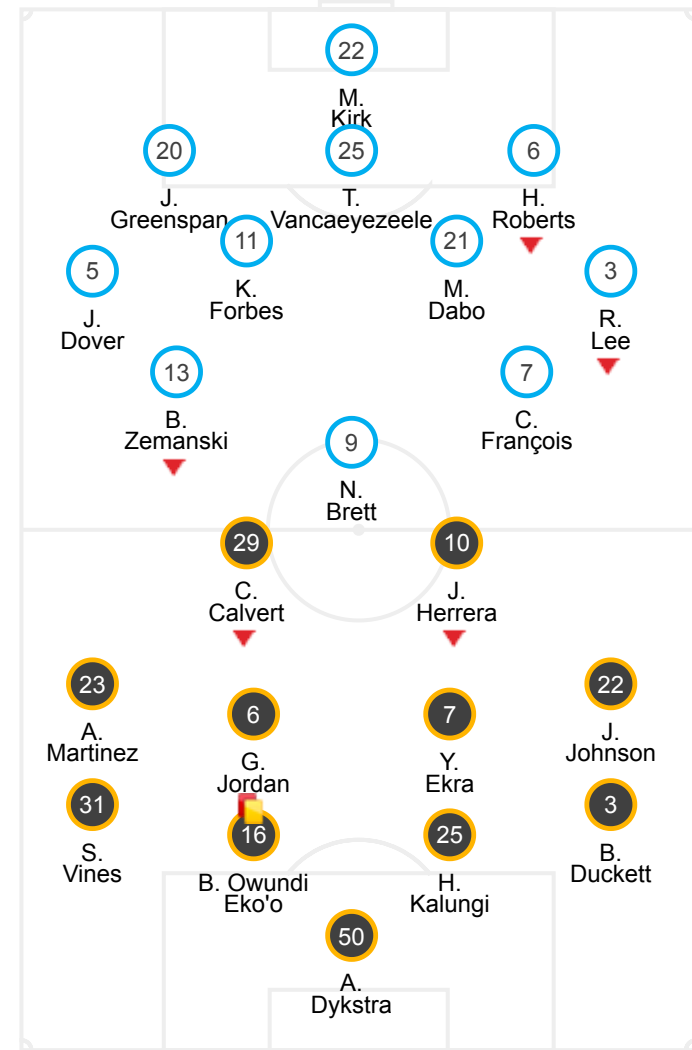 22
M.
Kirk
20
25
6
J.
Greenspan
T.
Vancaeyezeele
H.
Roberts
11
21
5
3
K.
Forbes
M.
Dabo
J.
Dover
R.
Lee
13
7
B.
Zemanski
C.
François
9
N.
Brett
29
10
C.
Calvert
J.
Herrera
23
22
6
7
A.
Martinez
J.
Johnson
G.
Jordan
Y.
Ekra
31
3
16
25
S.
Vines
B.
Duckett
B. Owundi
Eko'o
H.
Kalungi
50
A.
Dykstra